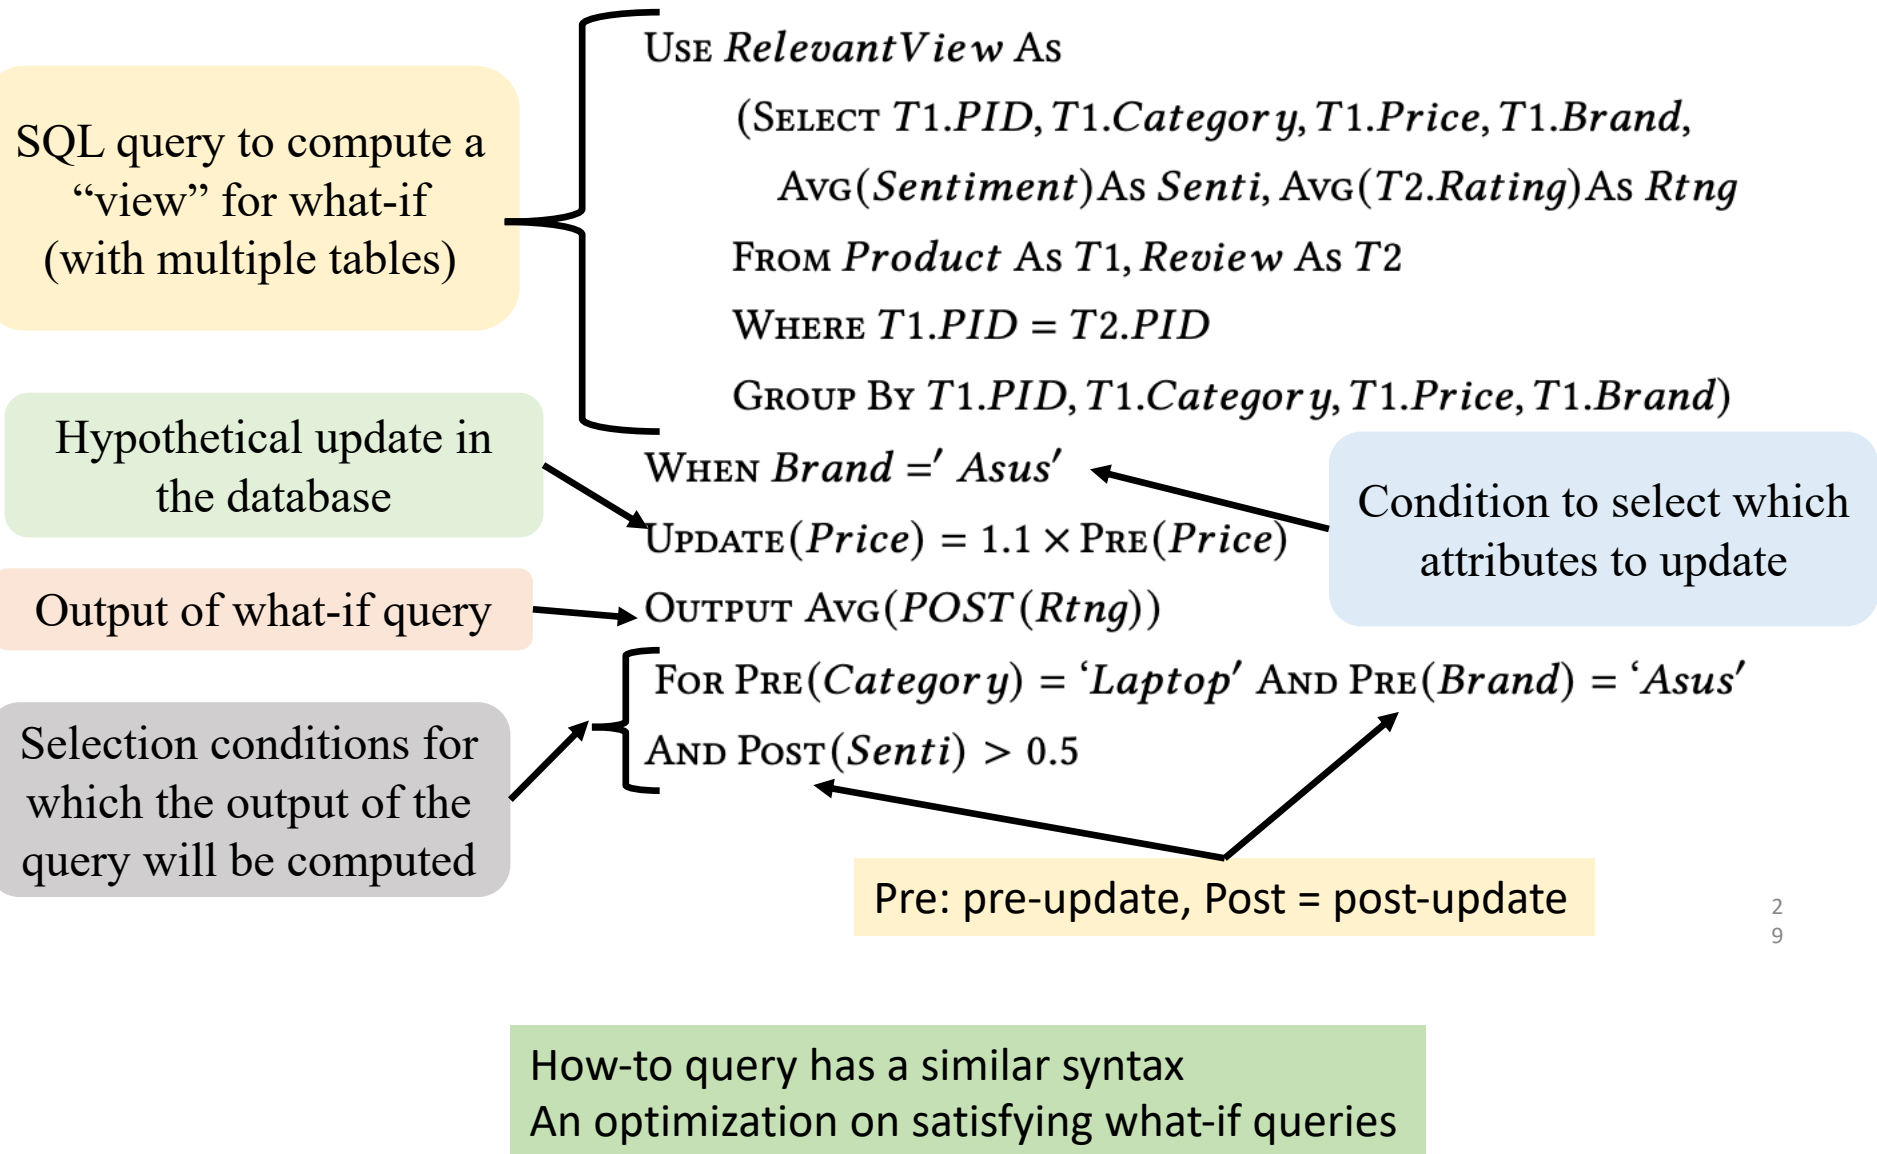 SQL query to compute a
“view” for what-if
(with multiple tables)
USE RelevantView As
(SELECT T1.PID, T1.Category, T1.Price, T1.Brand,
AVG(Sentiment)As Senti, AVG(T2.Rating)As Rtng
FROM Product As T1, Review As T2
WHERE T1.PID = T2.PID
GROUP BY T1.PID, T1.Category, T1.Price, T1.Brand)
Hypothetical update in
the database
WHEN Brand =′ Asus′
UPDATE(Price) = 1.1 × PRE(Price)
Condition to select which
attributes to update
Output of what-if query
OUTPUT AVG(POST(Rtng))
Selection conditions for
which the output of the
query will be computed
FOR PRE(Category) = ‘Laptop′ AND PRE(Brand) = ‘Asus′
AND POST(Senti) > 0.5
Pre: pre-update, Post = post-update
2
9
How-to query has a similar syntax
An optimization on satisfying what-if queries